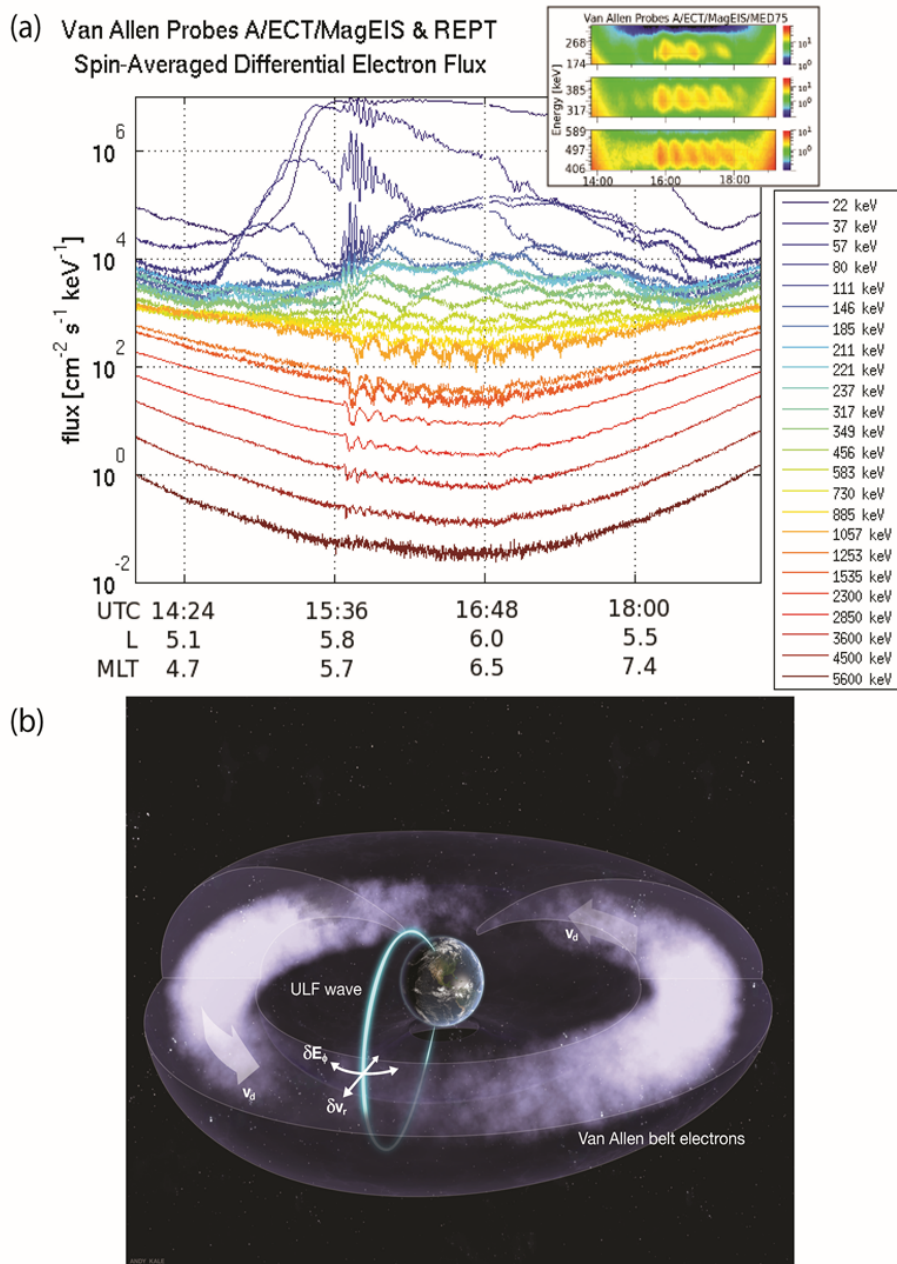 (a) Van Allen Probes A/ECT/MagEIS & REPT
Spin-Averaged Differential Electron Flux
Van Allen Probes A/ECT/MagEIS/MED75
Energy [keV]
268
174
10¹
10⁰
385
317
10¹
10⁰
589
497
406
10¹
10⁰
14:00 16:00 18:00
flux [cm⁻² s⁻¹ keV⁻¹]
10⁶
10⁴
10²
10⁰
10⁻²
22 keV
37 keV
57 keV
80 keV
111 keV
146 keV
185 keV
211 keV
221 keV
237 keV
317 keV
349 keV
456 keV
583 keV
730 keV
885 keV
1057 keV
1253 keV
1535 keV
2300 keV
2850 keV
3600 keV
4500 keV
5600 keV
UTC 14:24 15:36 16:48 18:00
L 5.1 5.8 6.0 5.5
MLT 4.7 5.7 6.5 7.4
(b)
v_d
ULF wave
δE_ϕ
v_d
δv_r
Van Allen belt electrons
ANDY KALE